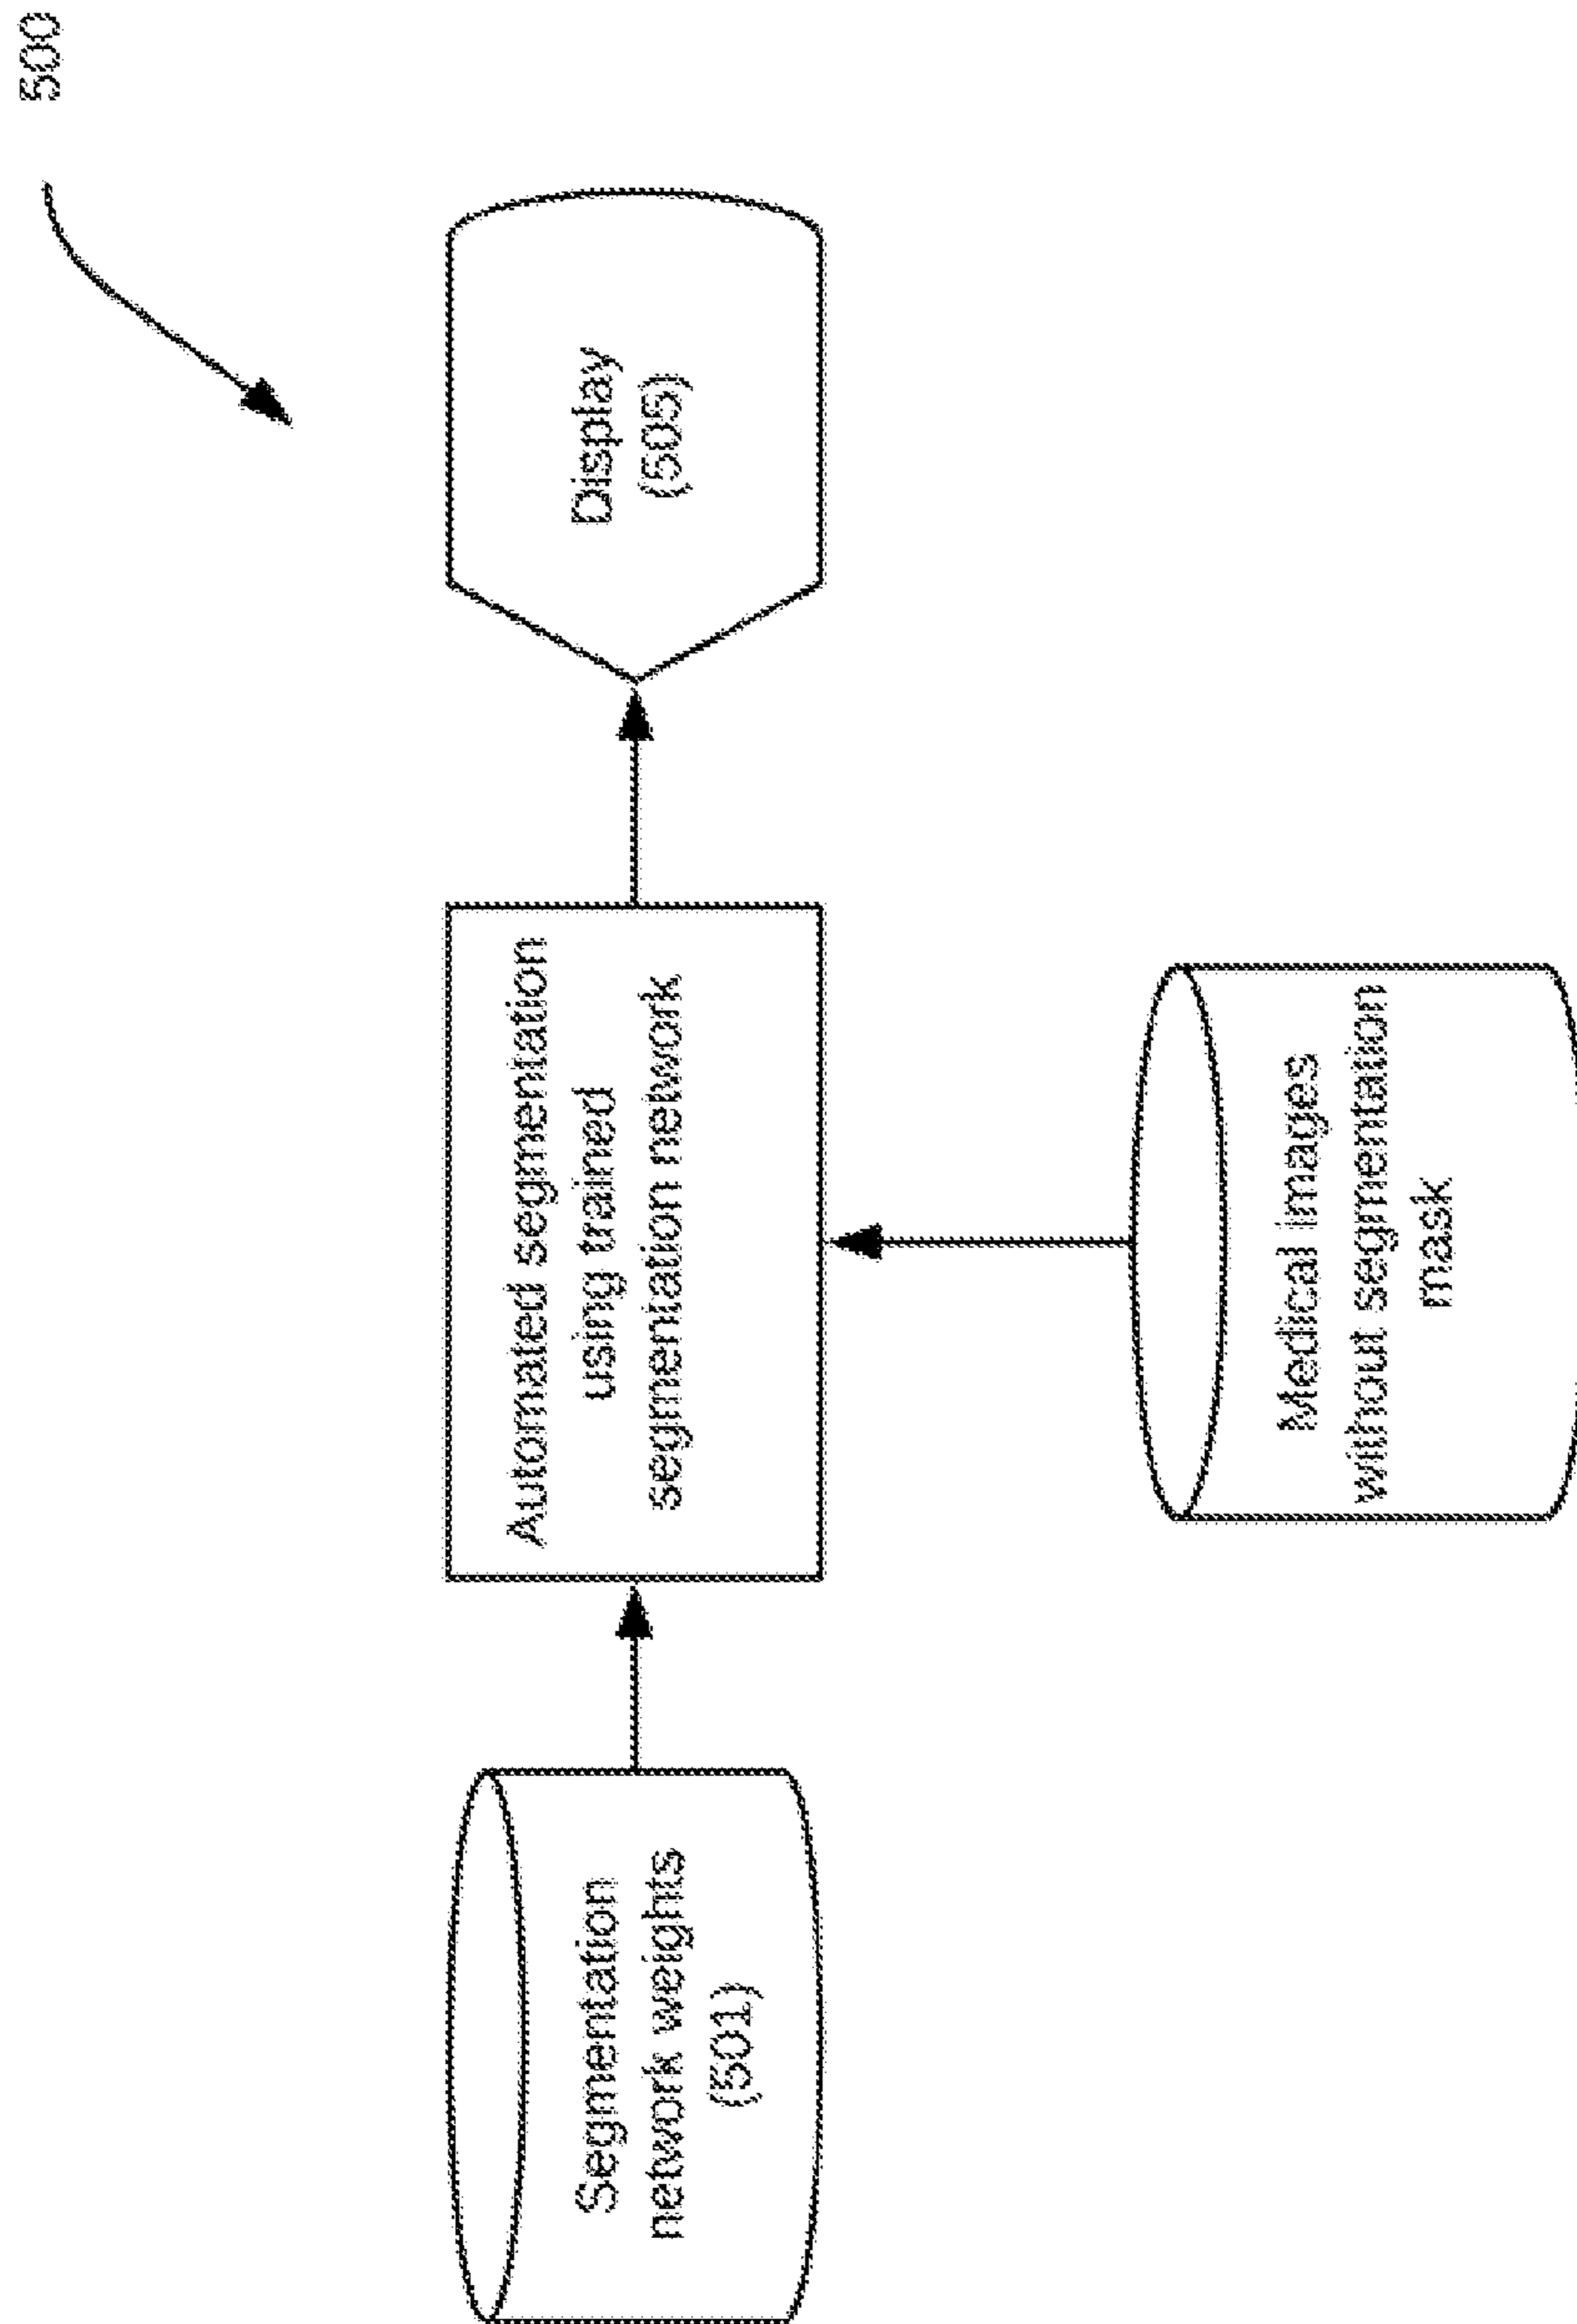 500
Segmentation
network weights
(501)
Automated segmentation
using trained
segmentation network
Display
(505)
Medical images
without segmentation
mask